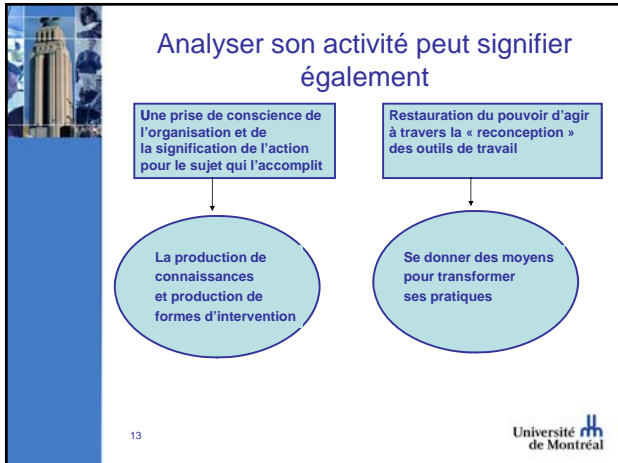 Analyser son activité peut signifier
également
Une prise de conscience de
l'organisation et de
la signification de l'action
pour le sujet qui l'accomplit
Restauration du pouvoir d'agir
à travers la « reconception »
des outils de travail
La production de
connaissances
et production de
formes d'intervention
Se donner des moyens
pour transformer
ses pratiques
13
Université
de Montréal